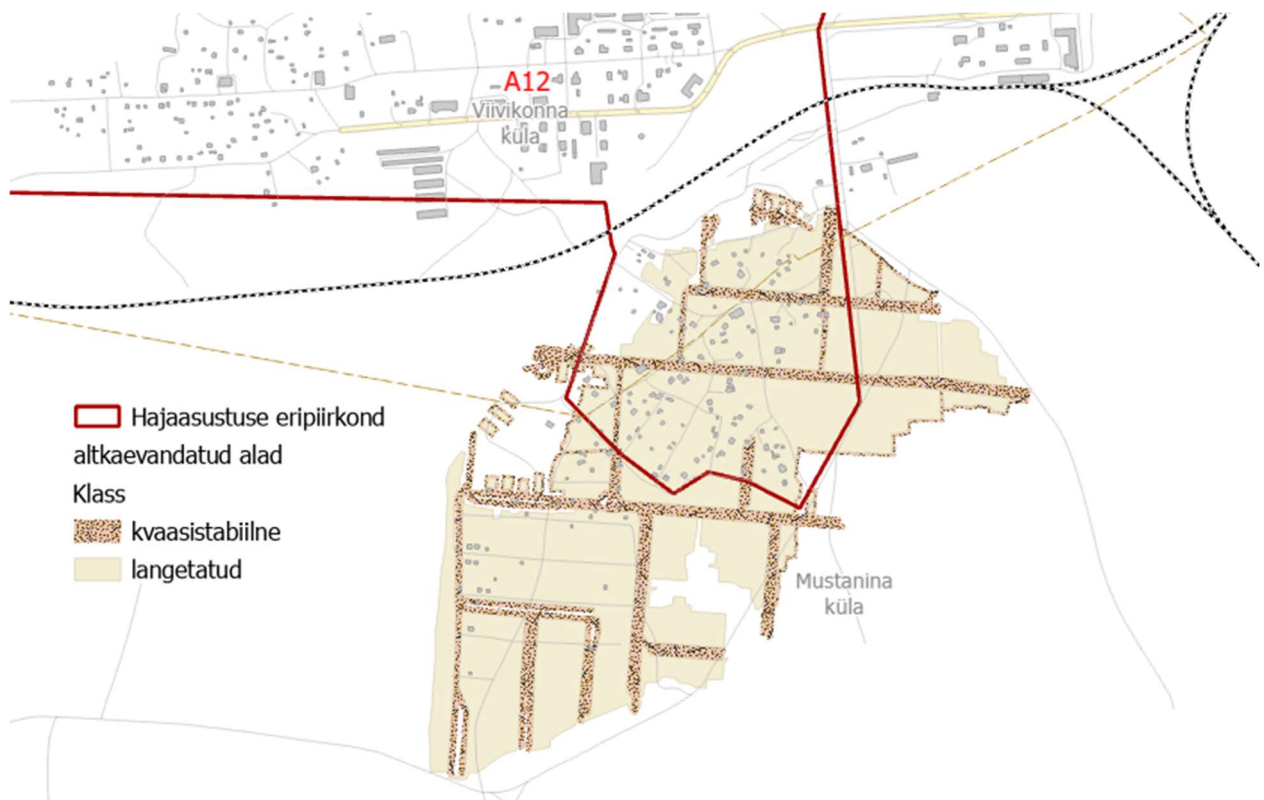 A12
Viivikonna
küla
Hajaasustuse eripiirkond
altkaevandatud alad
Klass
kvaasistabiilne
langetatud
Mustanina
küla